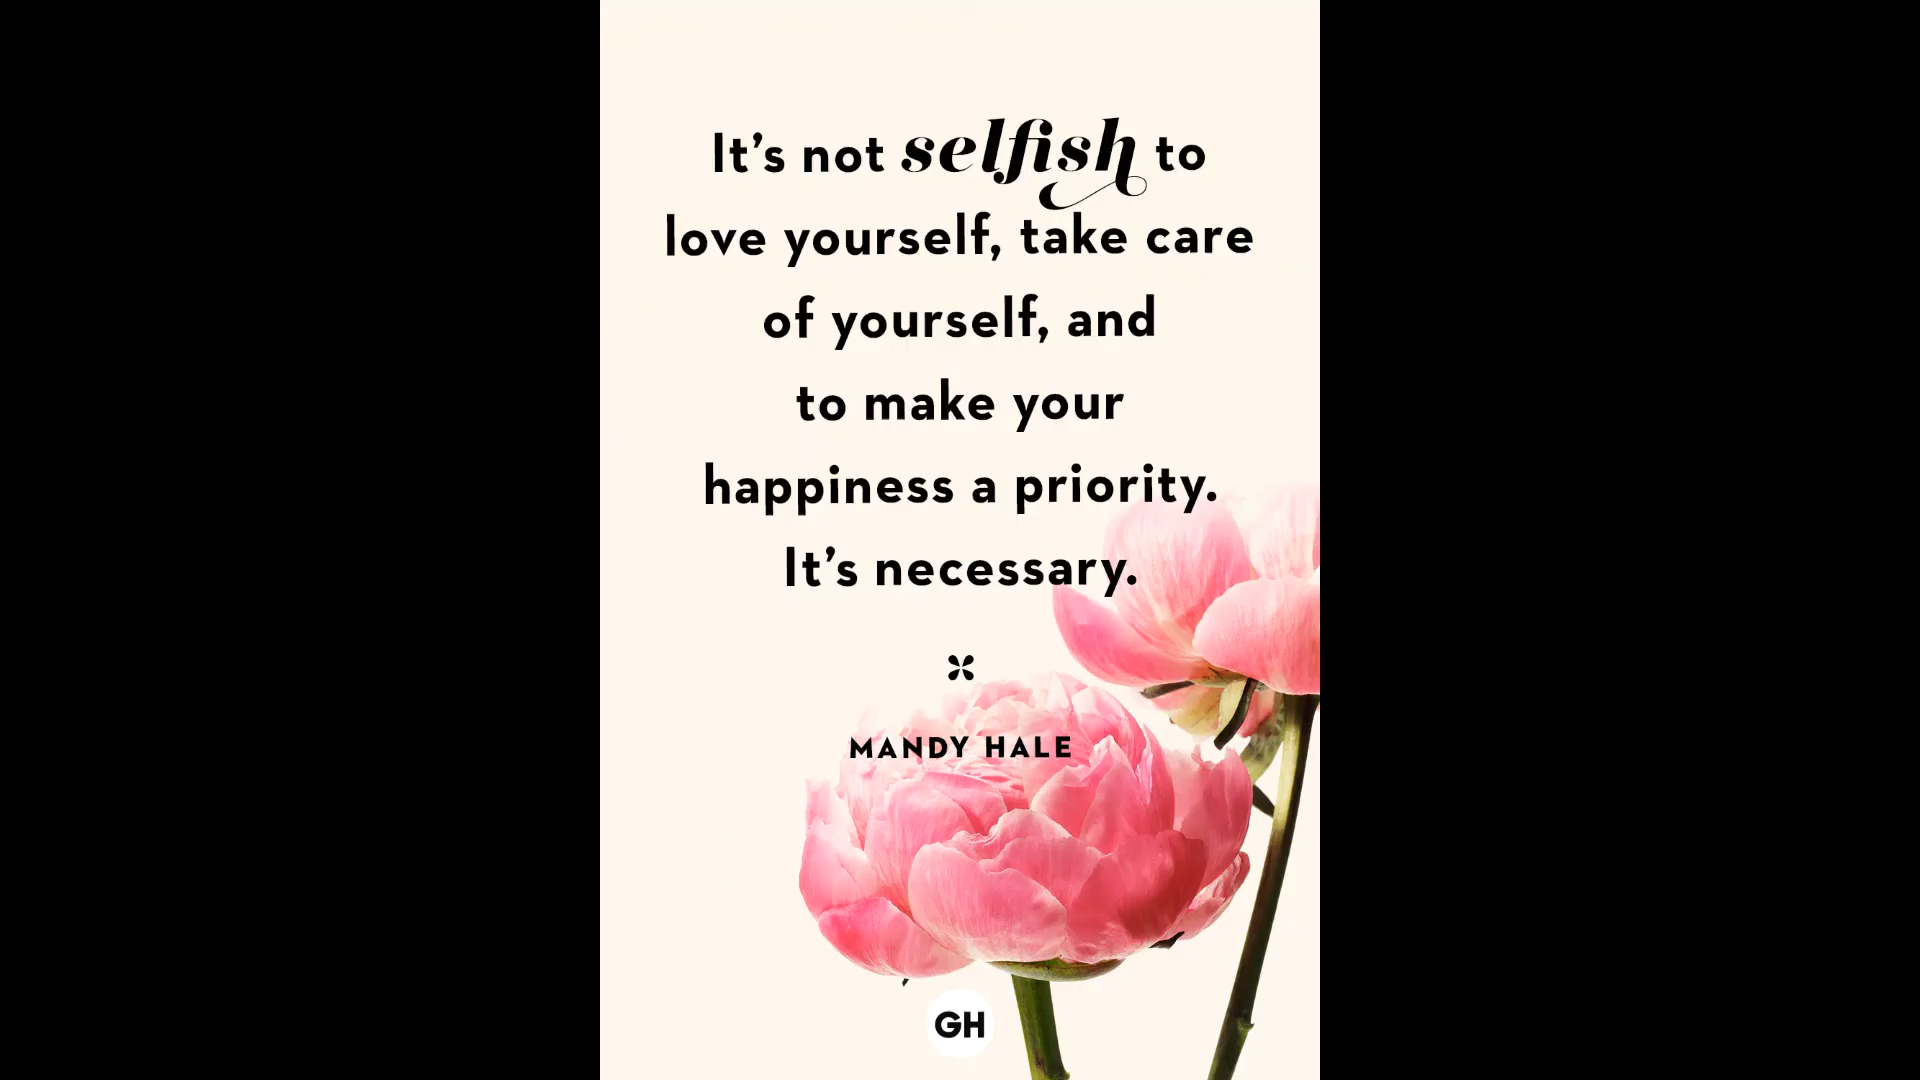 It’s not selfish to
love yourself, take care
of yourself, and
to make your
happiness a priority.
It’s necessary.
MANDY HALE
GH